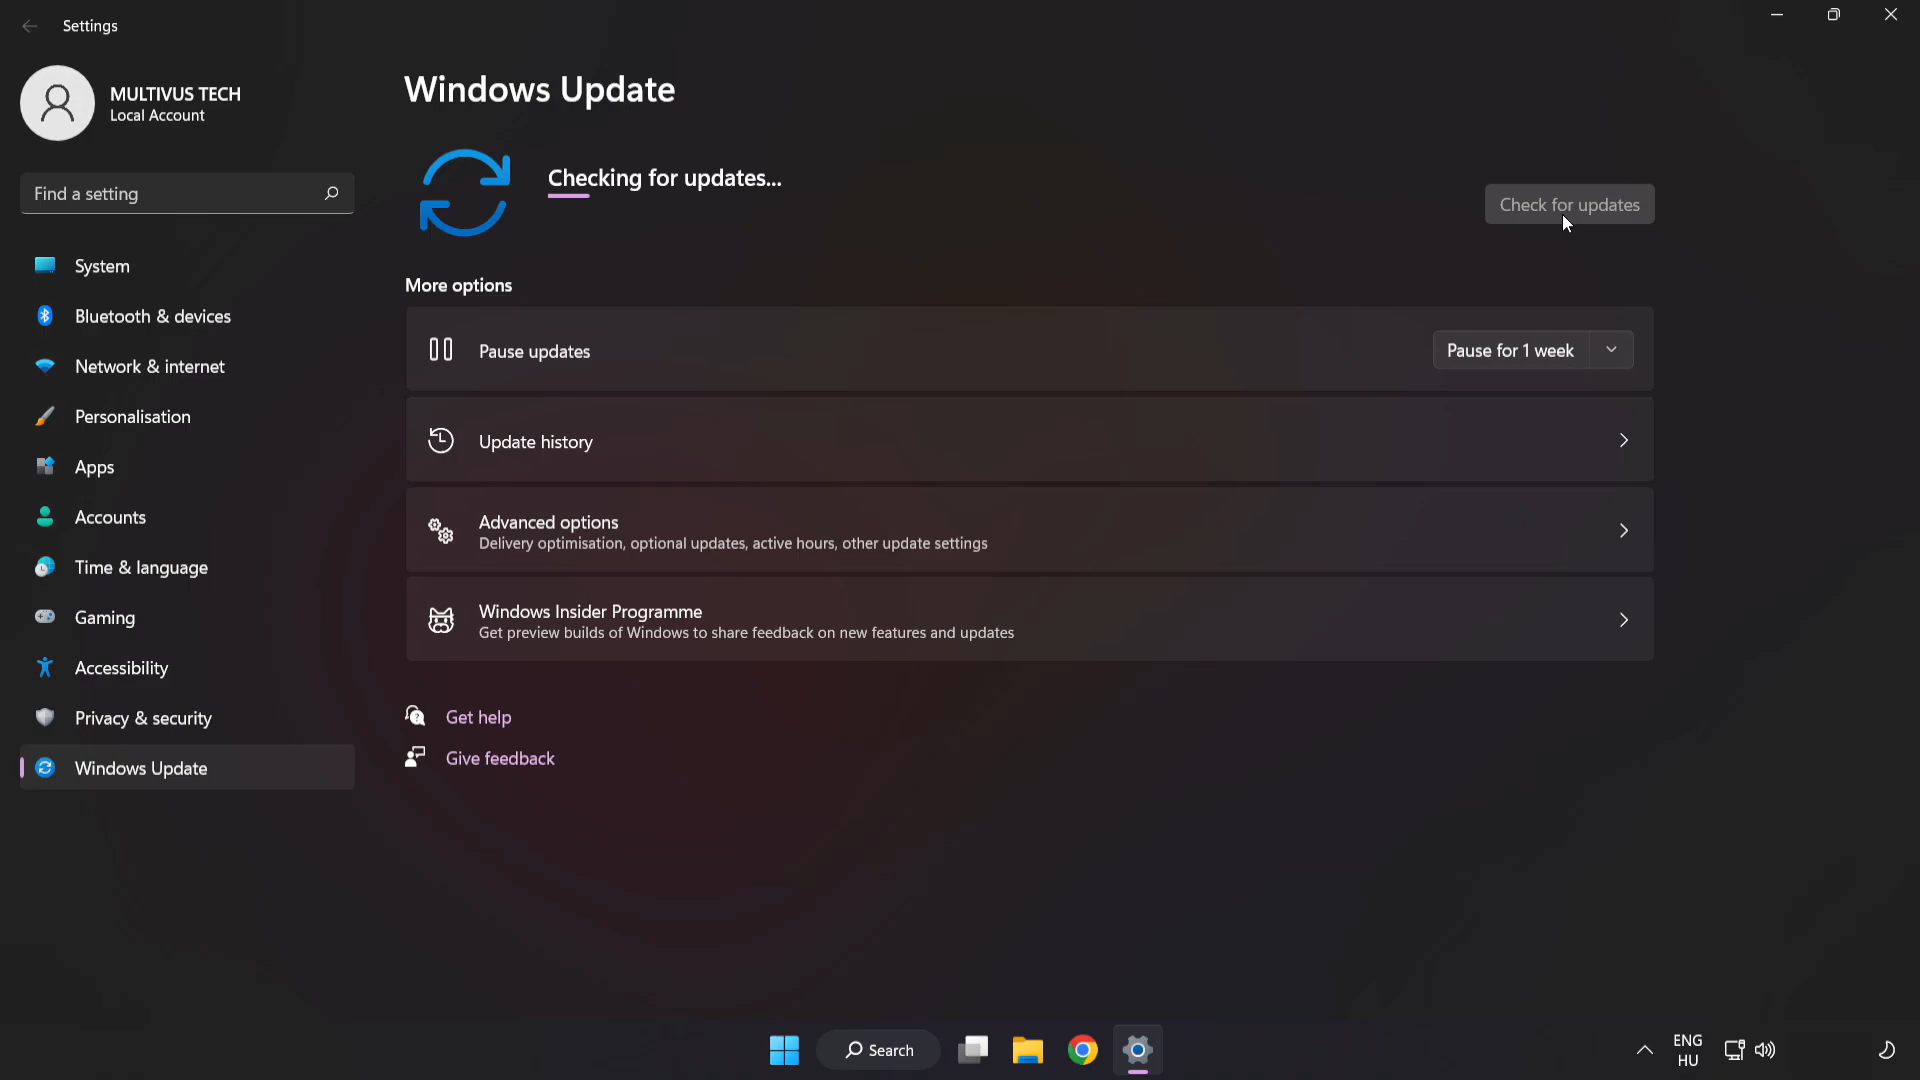 Settings
MULTIVUS TECH
Local Account
Find a setting
System
Bluetooth & devices
Network & internet
Personalisation
Apps
Accounts
Time & language
Gaming
Accessibility
Privacy & security
Windows Update
Windows Update
Checking for updates...
Check for updates
More options
Pause updates
Pause for 1 week
Update history
Advanced options
Delivery optimisation, optional updates, active hours, other update settings
Windows Insider Programme
Get preview builds of Windows to share feedback on new features and updates
Get help
Give feedback
Search
ENG
HU